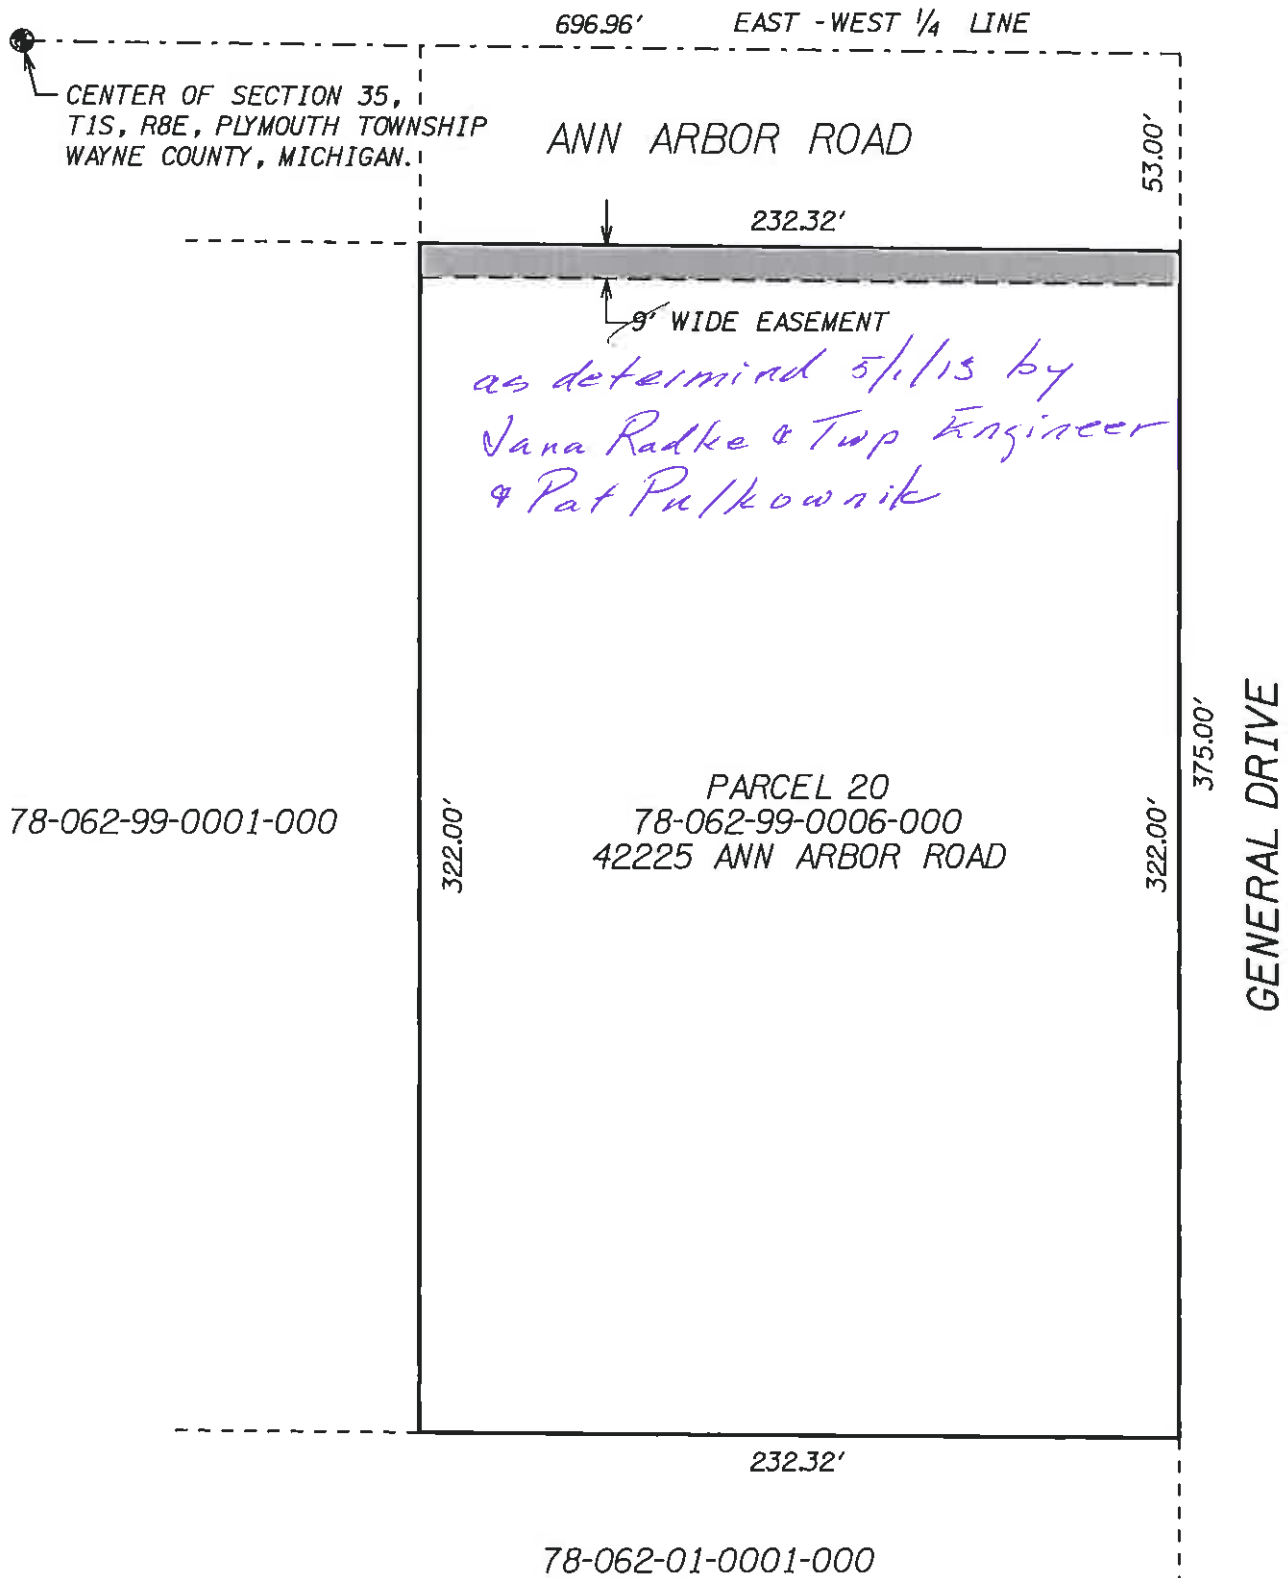 696.96' EAST - WEST 1/4 LINE
CENTER OF SECTION 35,
T1S, R8E, PLYMOUTH TOWNSHIP
WAYNE COUNTY, MICHIGAN.
ANN ARBOR ROAD
53.00'
232.32'
9' WIDE EASEMENT
as determind 5/1/13 by
Jana Radke & Twp Engineer
& Pat Pulkownik
375.00'
GENERAL DRIVE
PARCEL 20
78-062-99-0001-000
322.00'
78-062-99-0006-000
322.00'
42225 ANN ARBOR ROAD
232.32'
78-062-01-0001-000